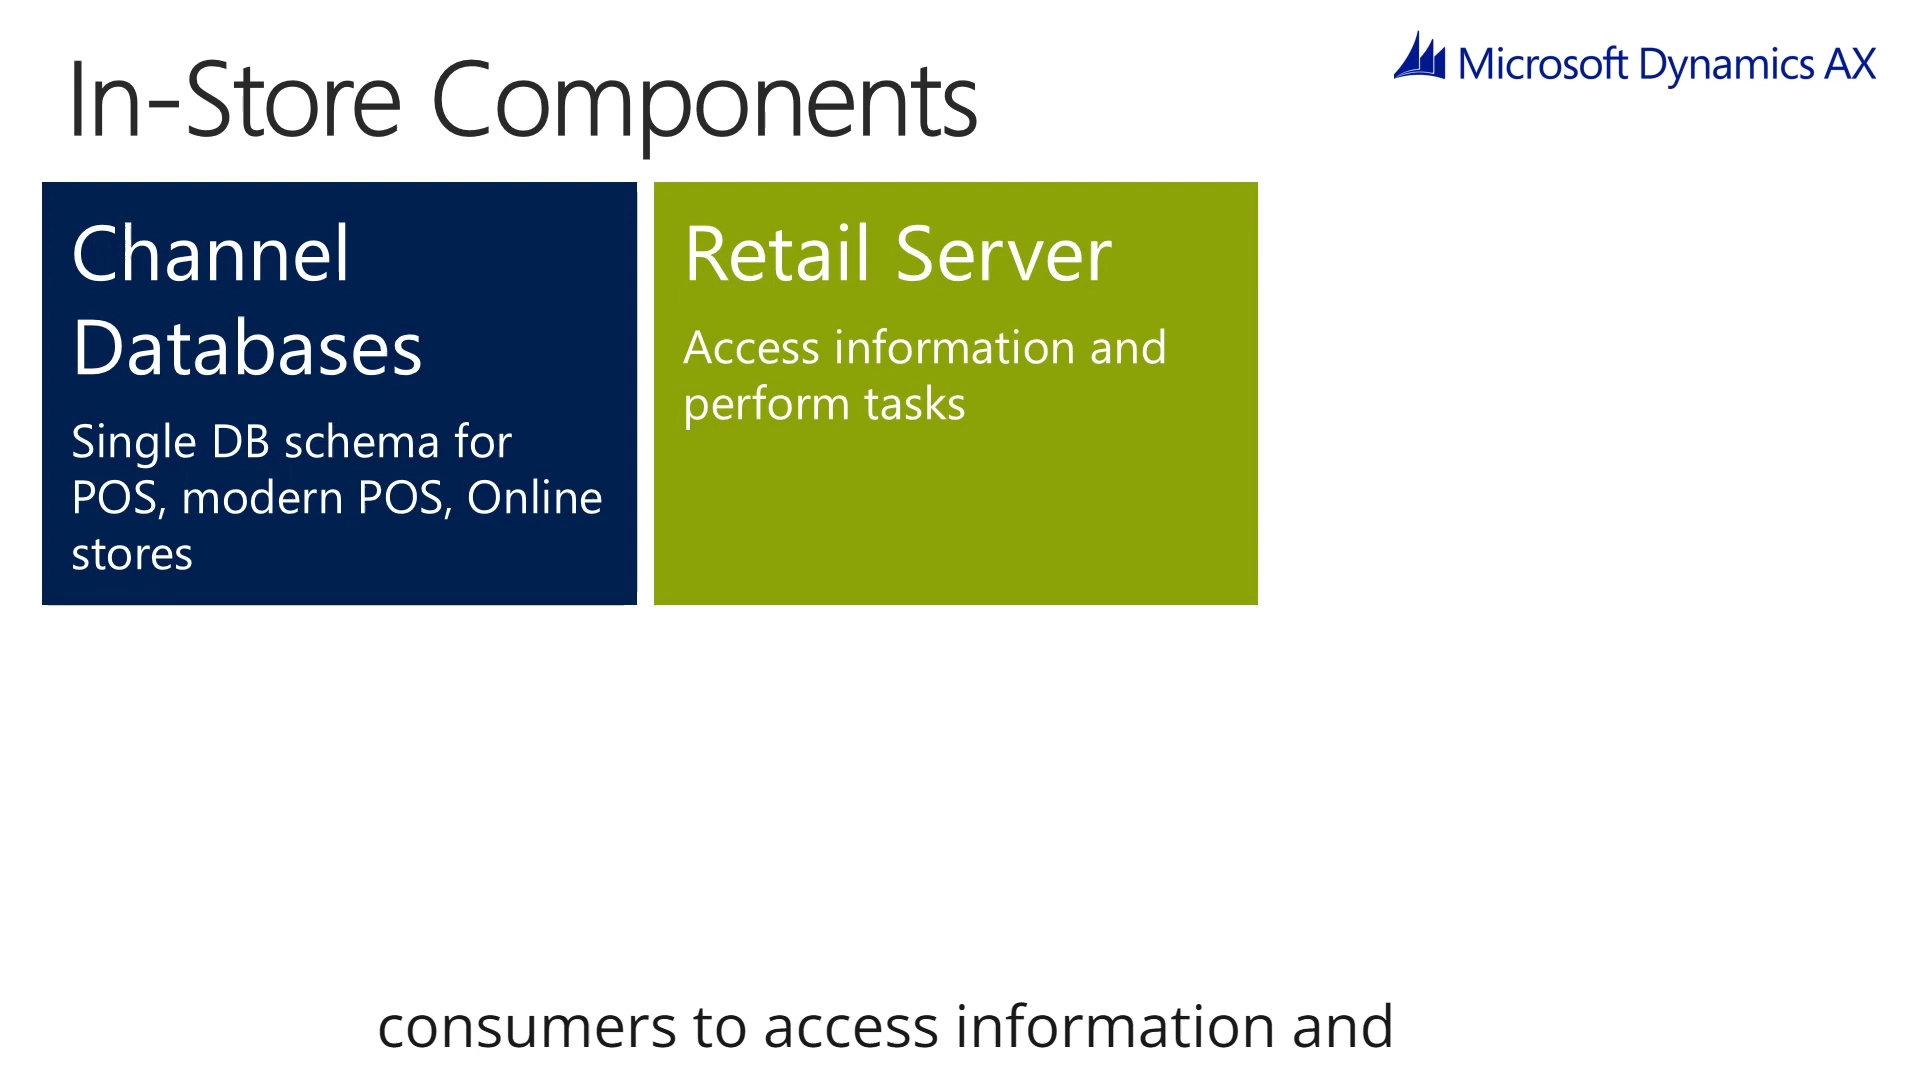 In-Store Components
Microsoft Dynamics AX
Channel
Databases
Single DB schema for
POS, modern POS, Online
stores
Retail Server
Access information and
perform tasks
consumers to access information and